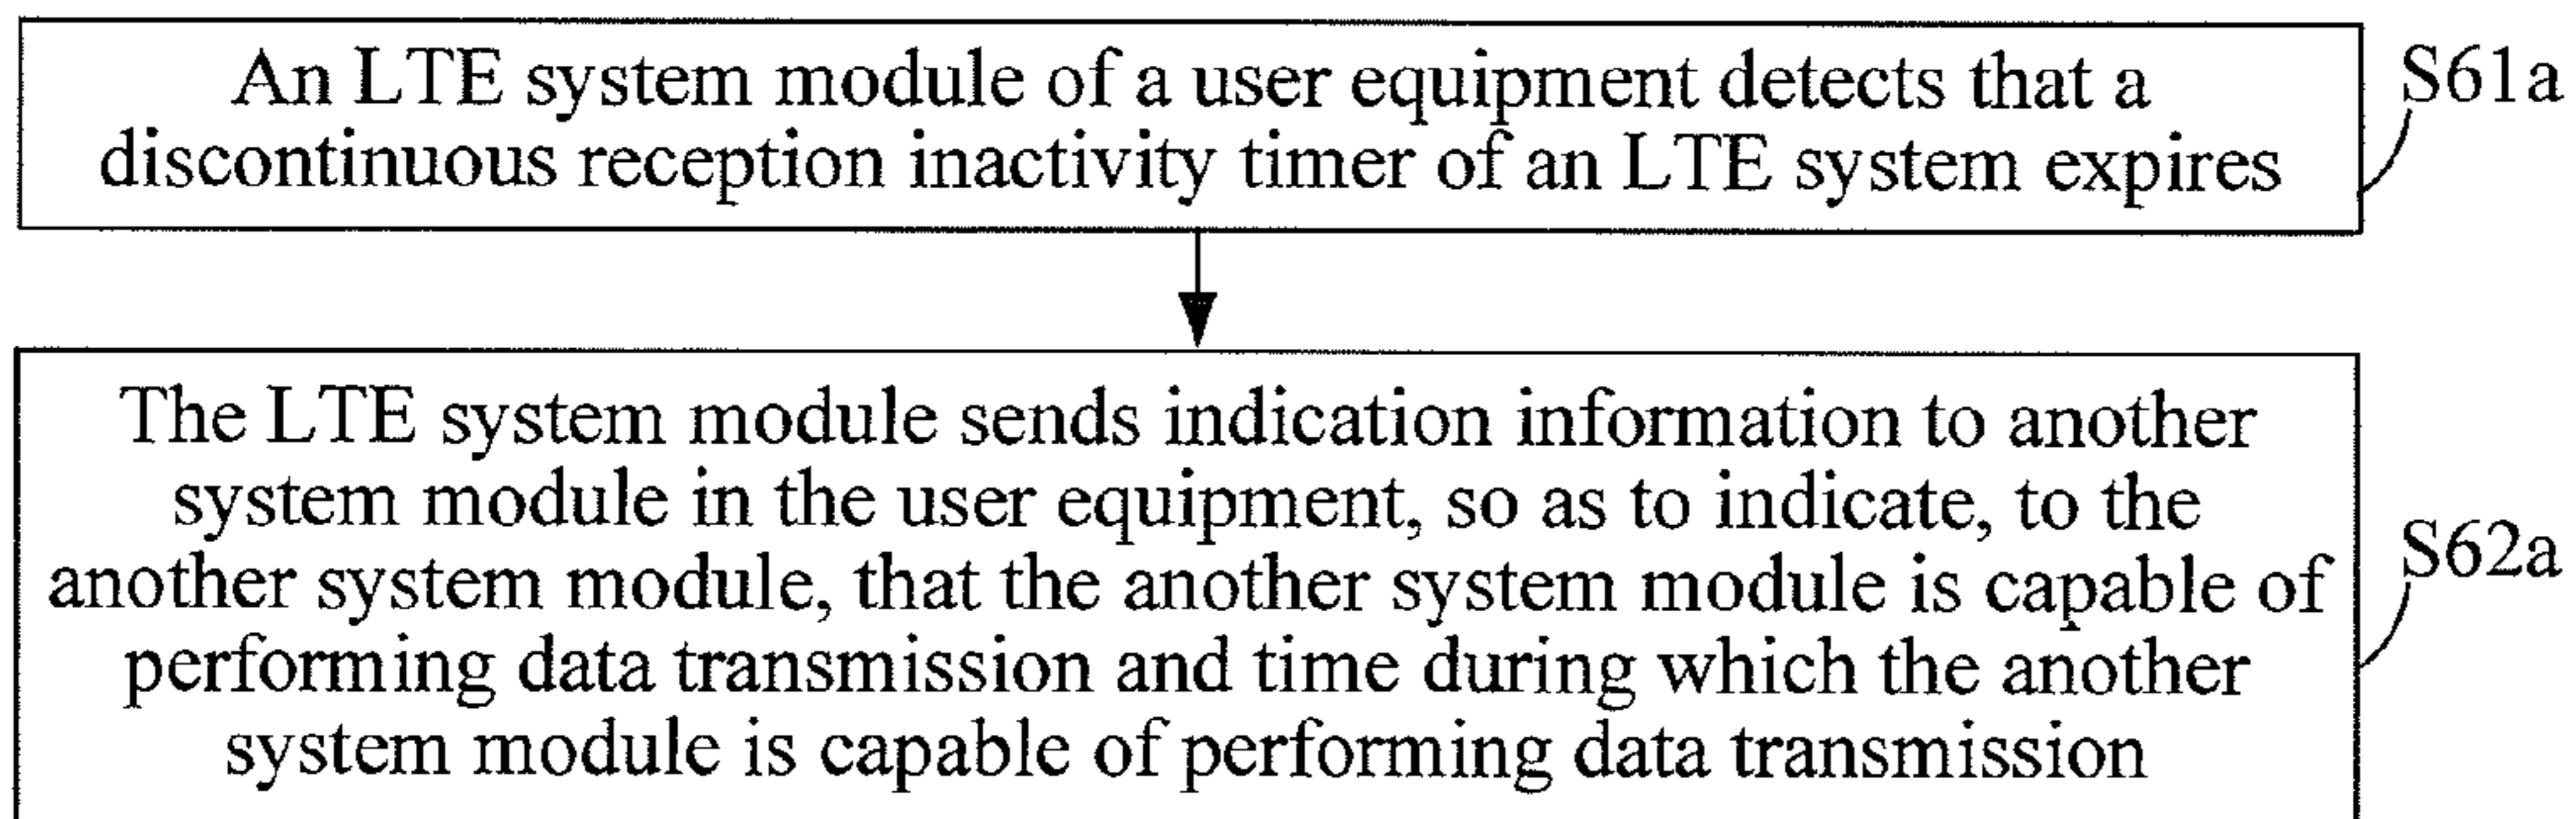 An LTE system module of a user equipment detects that a
discontinuous reception inactivity timer of an LTE system expires
S61a
The LTE system module sends indication information to another
system module in the user equipment, so as to indicate, to the
another system module, that the another system module is capable of
performing data transmission and time during which the another
system module is capable of performing data transmission
S62a